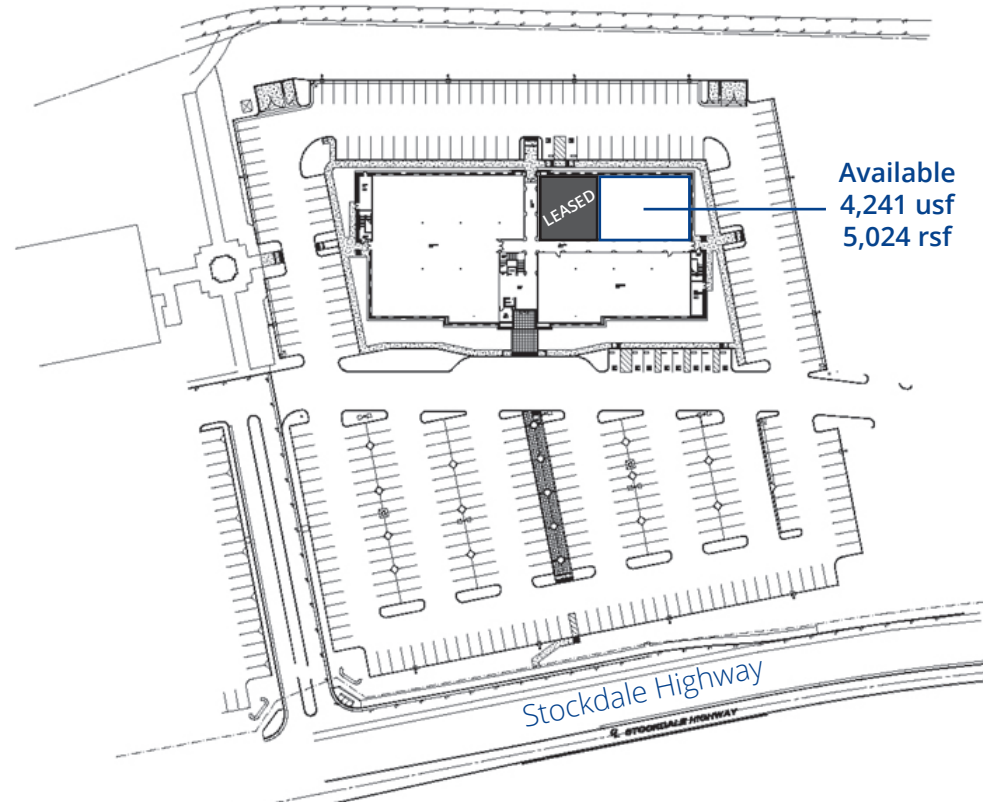 LEASED
Available
4,241 usf
5,024 rsf
Stockdale Highway
STOCKDALE HIGHWAY